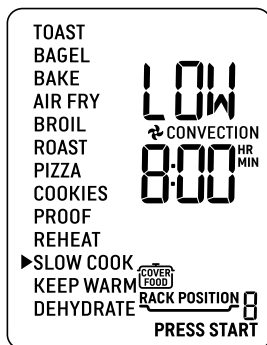 TOAST
BAGEL
BAKE
AIR FRY
BROIL
ROAST
PIZZA
COOKIES
PROOF
REHEAT
▶SLOW COOK
KEEP WARM
DEHYDRATE
LOW
CONVECTION
8:00 HR
MIN
COVER
FOOD
RACK POSITION 8
PRESS START